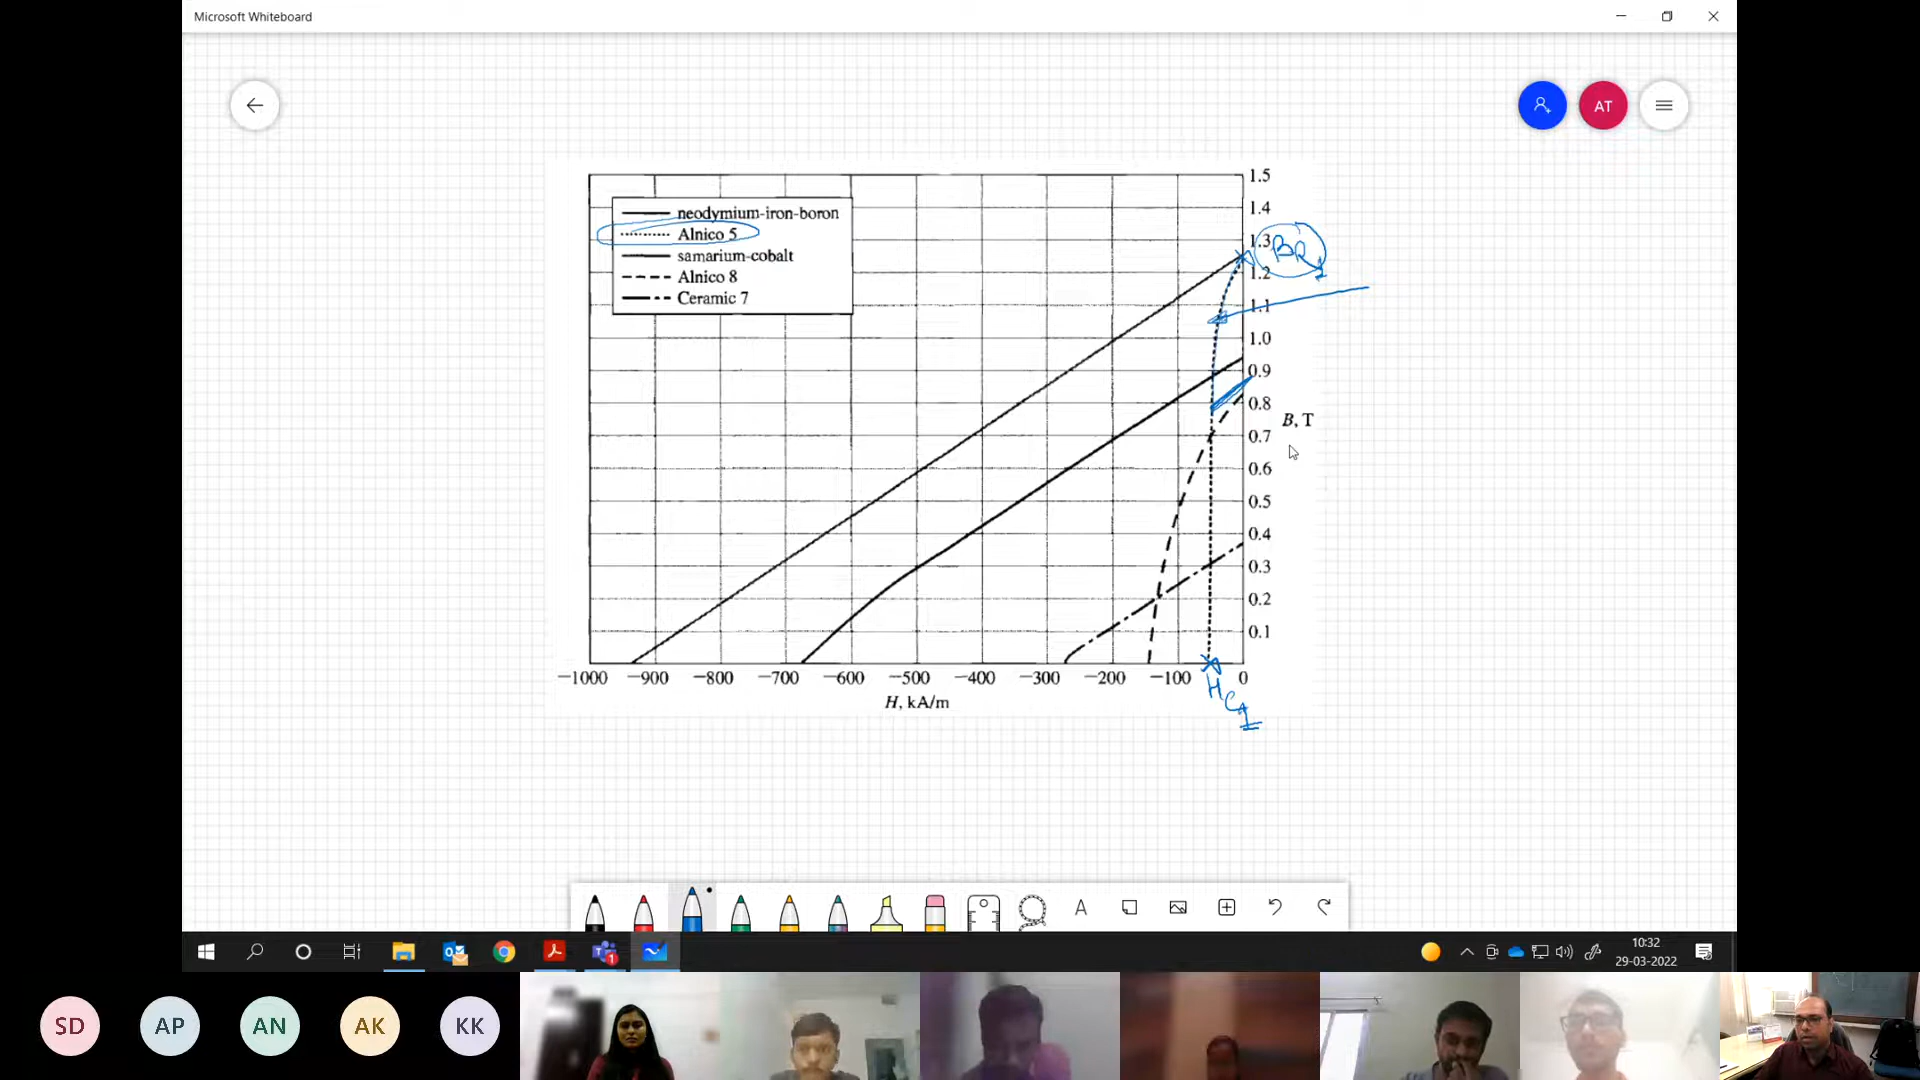 Microsoft Whiteboard
AT
neodymium-iron-boron
Alnico 5
samarium-cobalt
Alnico 8
Ceramic 7
1.5
1.4
1.3
1.2
1.1
1.0
0.9
0.8
0.7
0.6
0.5
0.4
0.3
0.2
0.1
BR1
B, T
−1000 −900 −800 −700 −600 −500 −400 −300 −200 −100 0
H, kA/m
HC1
A
10:32
29-03-2022
SD AP AN AK KK